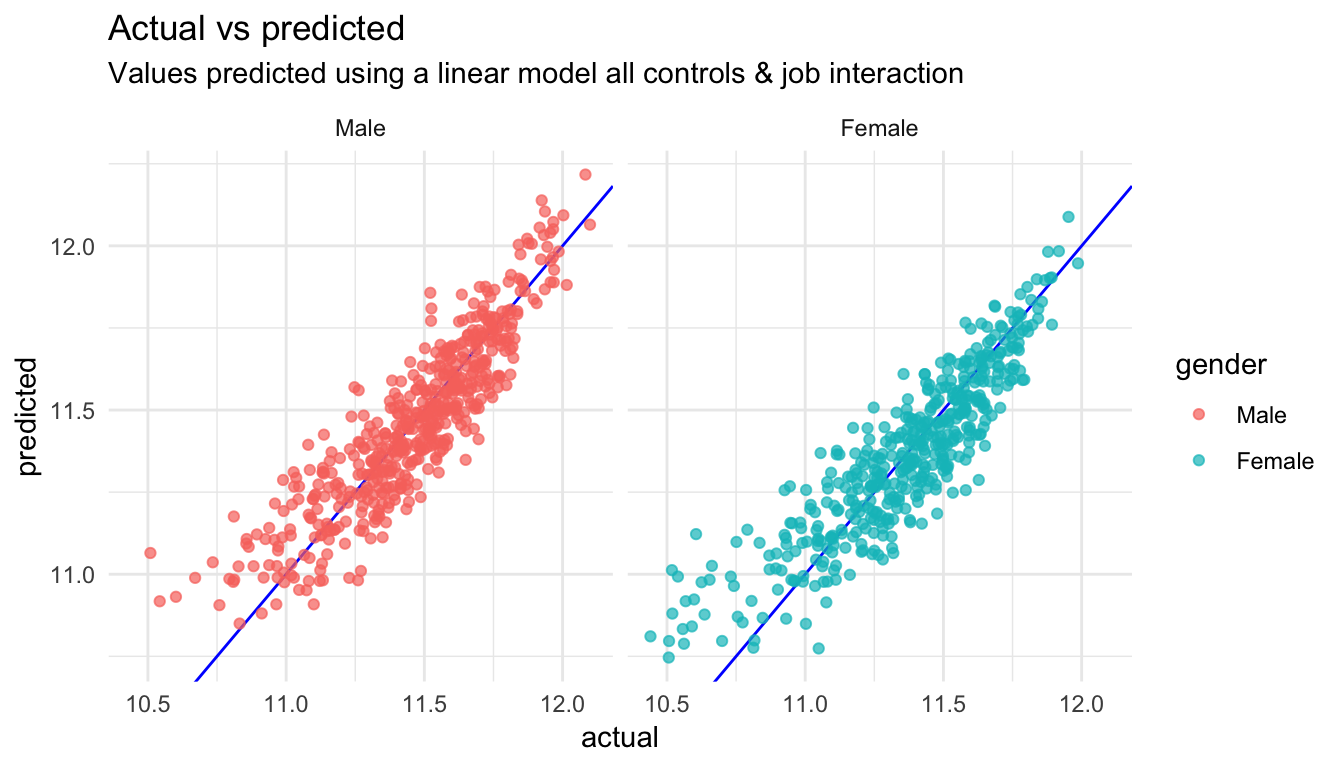 Actual vs predicted
Values predicted using a linear model all controls & job interaction
Male
Female
12.0
11.5
11.0
predicted
10.5
11.0
11.5
12.0
10.5
11.0
11.5
12.0
actual
gender
Male
Female